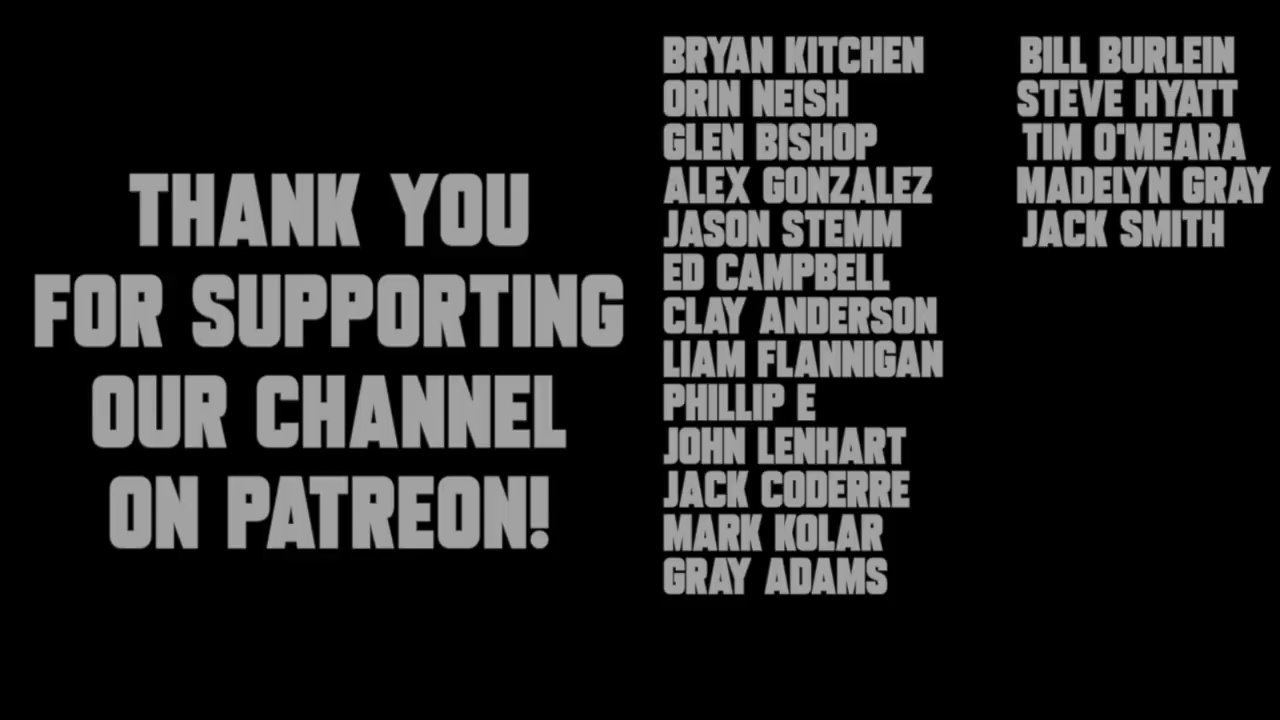 THANK YOU
FOR SUPPORTING
OUR CHANNEL
ON PATREON!
BRYAN KITCHEN
ORIN NEISH
GLEN BISHOP
ALEX GONZALEZ
JASON STEMM
ED CAMPBELL
CLAY ANDERSON
LIAM FLANNIGAN
PHILLIP E
JOHN LENHART
JACK CODERRE
MARK KOLAR
GRAY ADAMS
BILL BURLEIN
STEVE HYATT
TIM O'MEARA
MADELYN GRAY
JACK SMITH